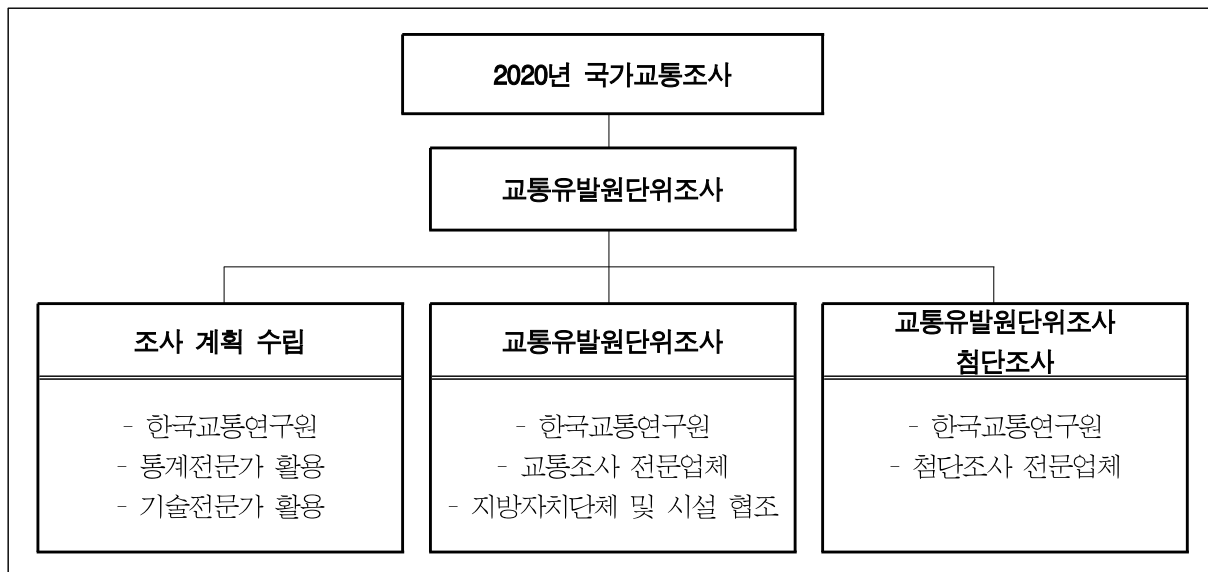 2020년 국가교통조사
교통유발원단위조사
조사 계획 수립
- 한국교통연구원
- 통계전문가 활용
- 기술전문가 활용
교통유발원단위조사
- 한국교통연구원
- 교통조사 전문업체
- 지방자치단체 및 시설 협조
교통유발원단위조사
첨단조사
- 한국교통연구원
- 첨단조사 전문업체